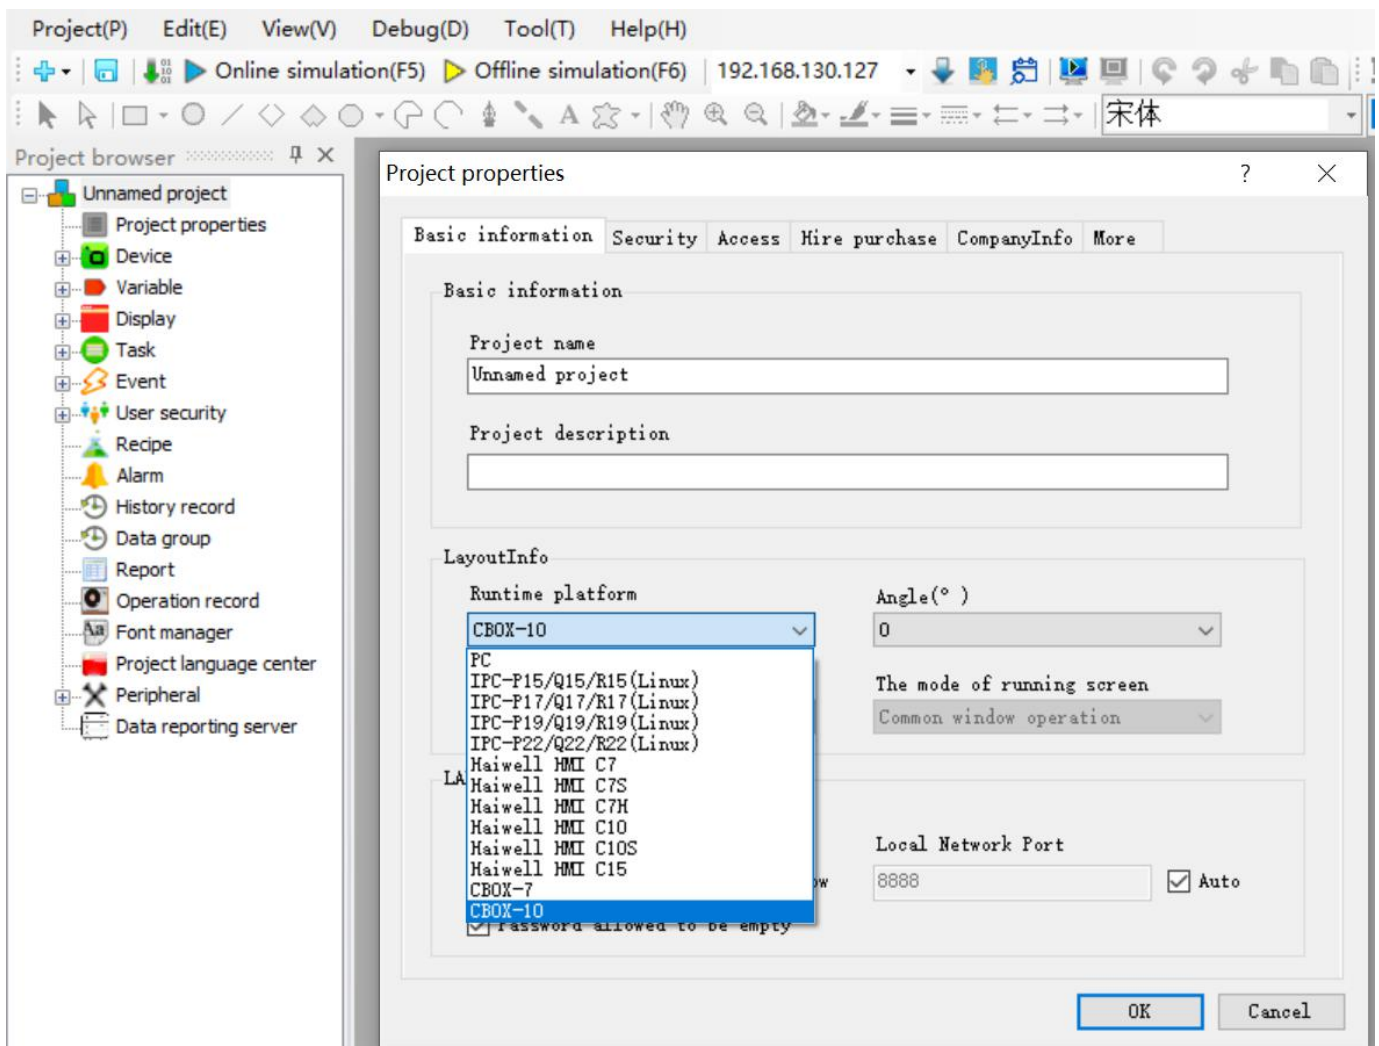 Project(P) Edit(E) View(V) Debug(D) Tool(T) Help(H)
Online simulation(F5) Offline simulation(F6) 192.168.130.127
A 宋体
Project browser
Unnamed project
Project properties
Device
Variable
Display
Task
Event
User security
Recipe
Alarm
History record
Data group
Report
Operation record
Font manager
Project language center
Peripheral
Data reporting server
Project properties ?
Basic information Security Access Hire purchase CompanyInfo More
Basic information
Project name
Unnamed project
Project description
LayoutInfo
Runtime platform Angle(° )
CBOX-10 0
PC
IPC-P15/Q15/R15(Linux)
IPC-P17/Q17/R17(Linux)
IPC-P19/Q19/R19(Linux)
IPC-P22/Q22/R22(Linux)
Haiwell HMI C7
Haiwell HMI C7S
Haiwell HMI C7H
Haiwell HMI C10
Haiwell HMI C10S
Haiwell HMI C15
CBOX-7
CBOX-10
The mode of running screen
Common window operation
LA
Local Network Port
ow 8888 Auto
Password allowed to be empty
OK Cancel